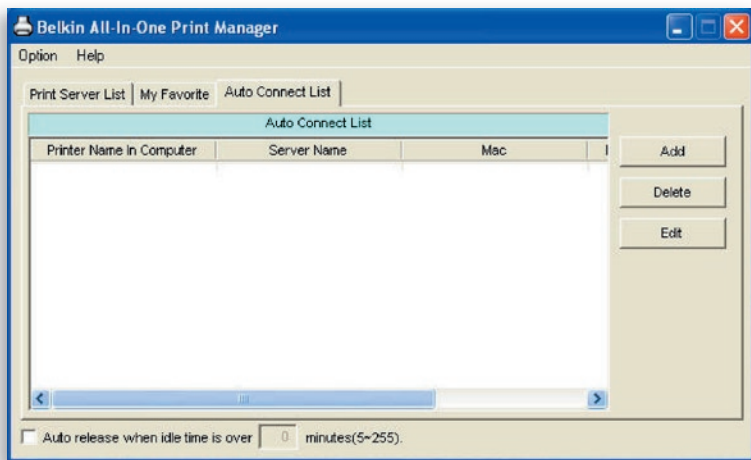 Belkin All-In-One Print Manager
Option Help
Print Server List My Favorite Auto Connect List
Auto Connect List
Printer Name In Computer Server Name Mac
Add
Delete
Edit
Auto release when idle time is over 0 minutes(5~255).